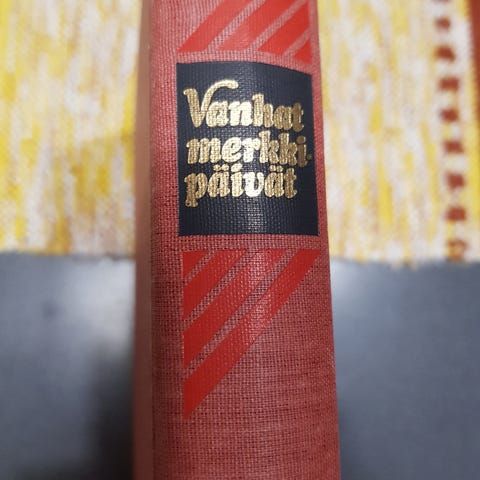 Vanhat
merkki-
päivät